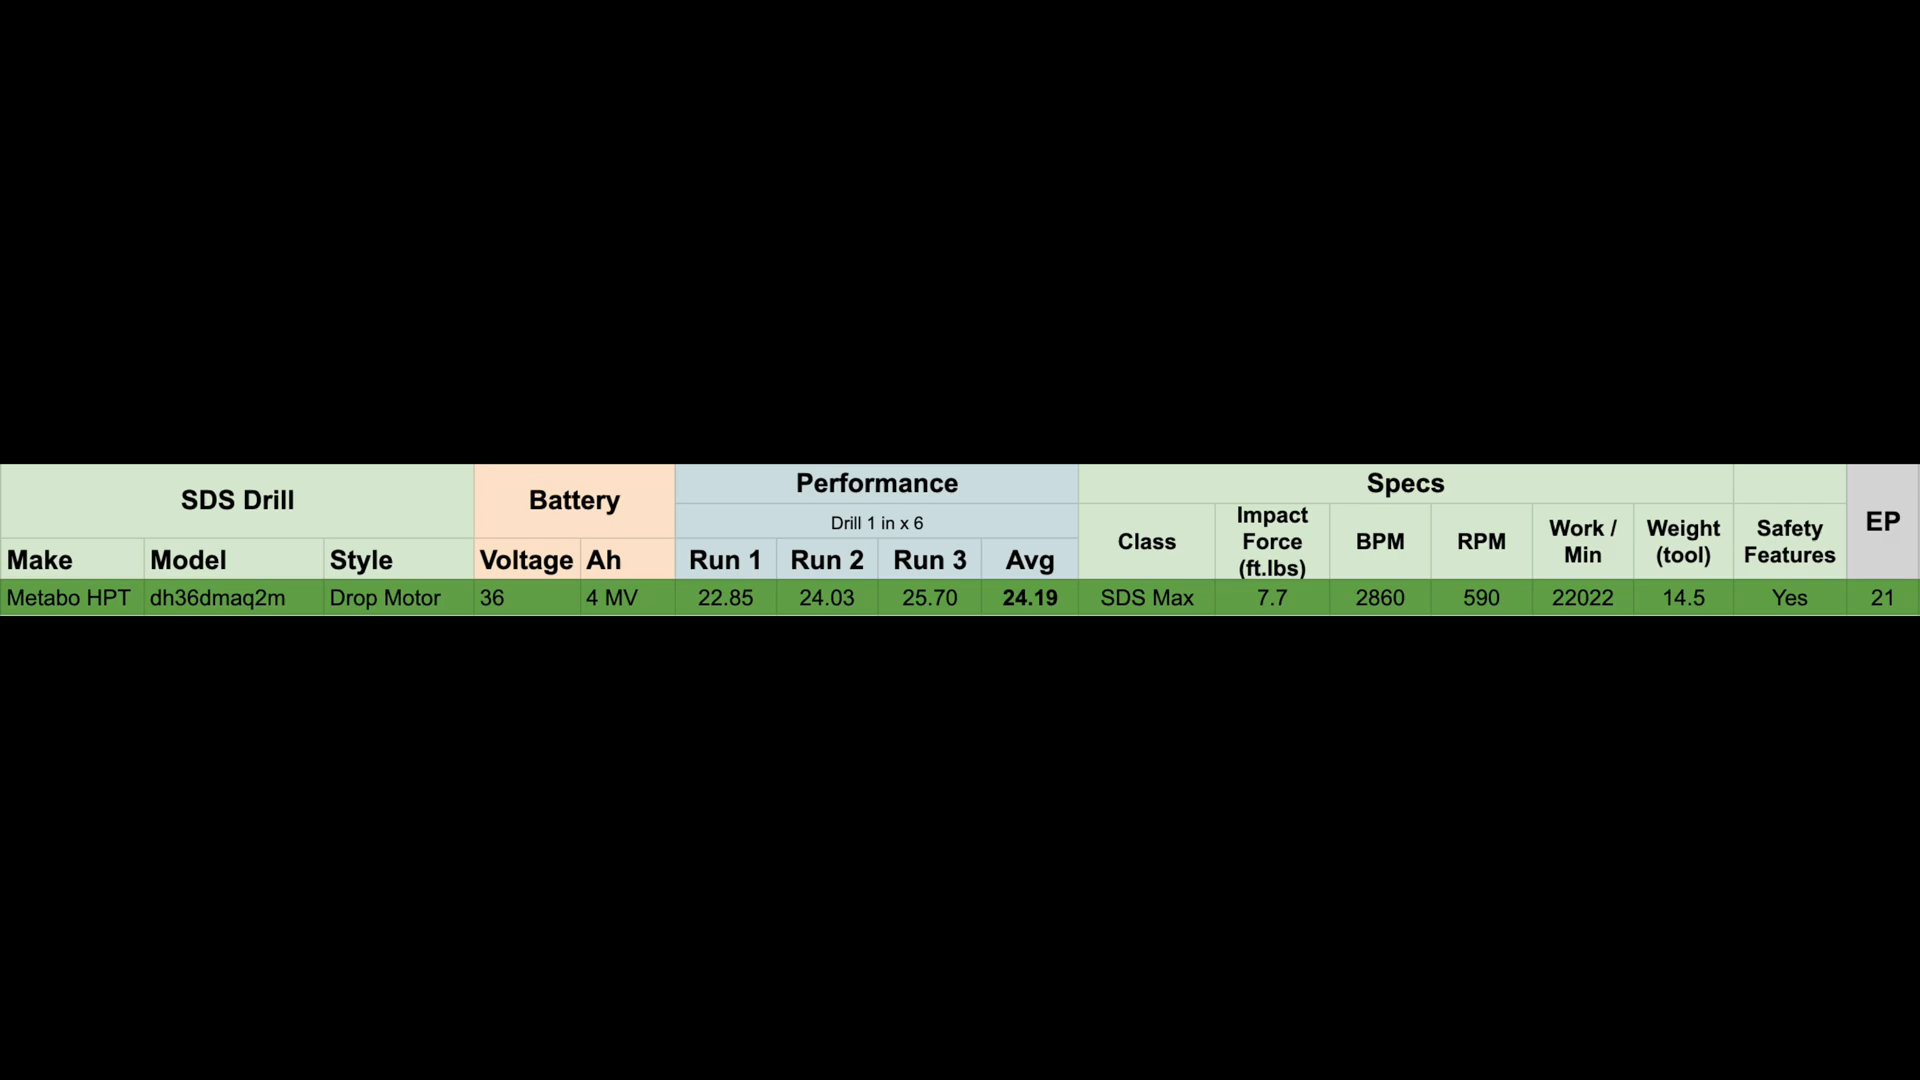 SDS Drill Battery Performance Specs EP
Drill 1 in x 6
Make Model Style Voltage Ah Run 1 Run 2 Run 3 Avg Class Impact Force (ft.lbs) BPM RPM Work / Min Weight (tool) Safety Features
Metabo HPT dh36dmaq2m Drop Motor 36 4 MV 22.85 24.03 25.70 24.19 SDS Max 7.7 2860 590 22022 14.5 Yes 21